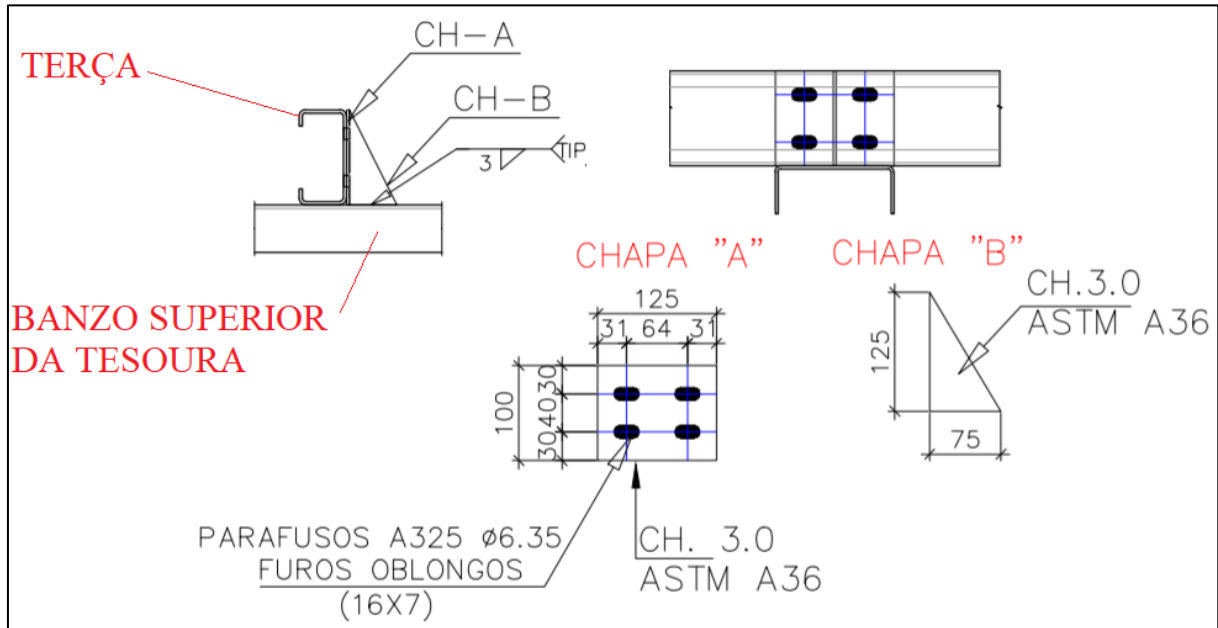 TERÇA
CH-A
CH-B
3
TIP.
BANZO SUPERIOR
DA TESOURA
CHAPA "A"
125
31 64 31
100
30
40
30
PARAFUSOS A325 ø6.35
FUROS OBLONGOS
(16X7)
CH. 3.0
ASTM A36
CHAPA "B"
CH.3.0
ASTM A36
125
75